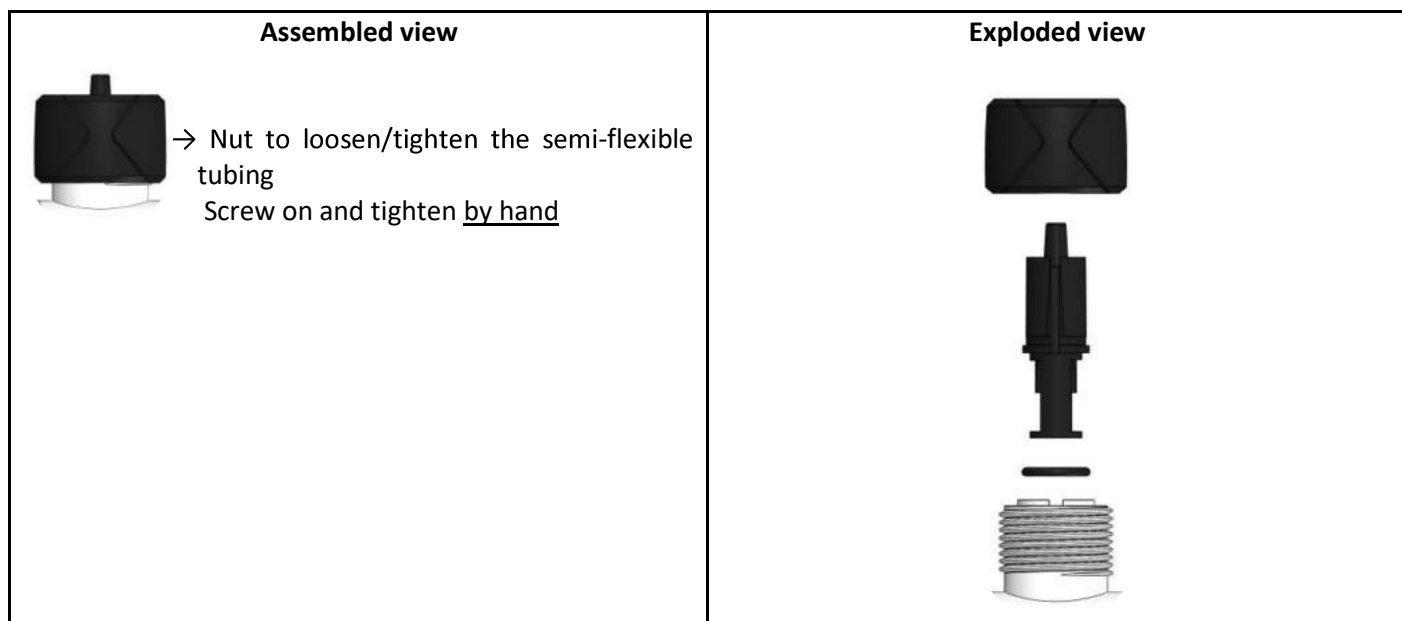 Assembled view
Exploded view
→ Nut to loosen/tighten the semi-flexible
tubing
Screw on and tighten by hand